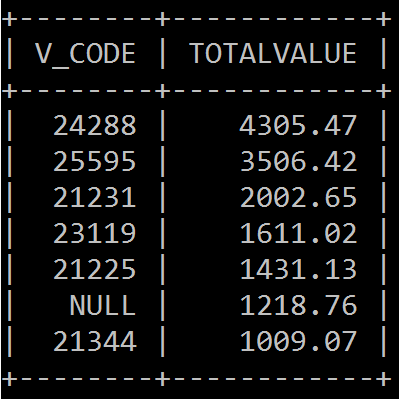 +--------+------------+
| V_CODE | TOTALVALUE |
+--------+------------+
|  24288 |    4305.47 |
|  25595 |    3506.42 |
|  21231 |    2002.65 |
|  23119 |    1611.02 |
|  21225 |    1431.13 |
|   NULL |    1218.76 |
|  21344 |    1009.07 |
+--------+------------+